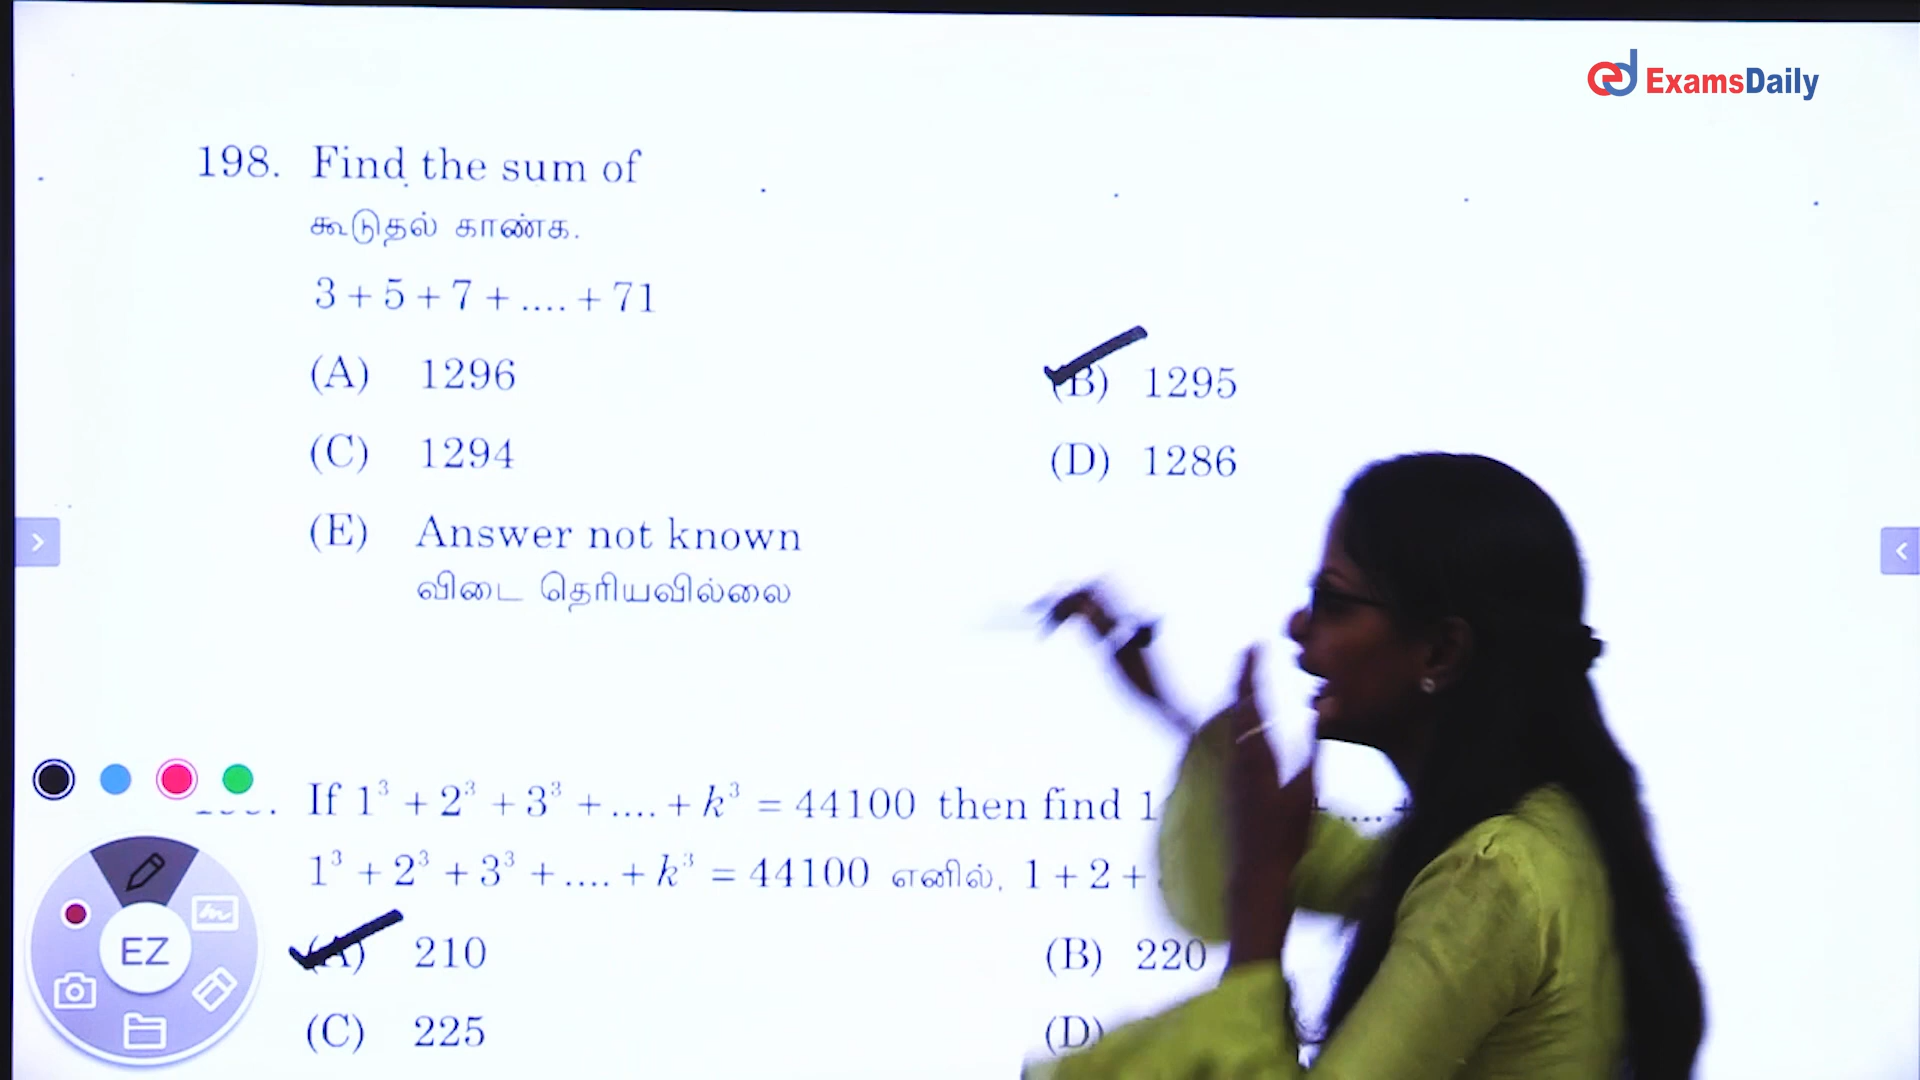 ExamsDaily
198. Find the sum of
கூடுதல் காண்க.
3 + 5 + 7 + .... + 71
(A) 1296
(B) 1295
(C) 1294
(D) 1286
(E) Answer not known
விடை தெரியவில்லை
If 1³ + 2³ + 3³ + .... + k³ = 44100 then find 1
1³ + 2³ + 3³ + .... + k³ = 44100 எனில், 1 + 2 +
(A) 210
(B) 220
(C) 225
(D)
EZ